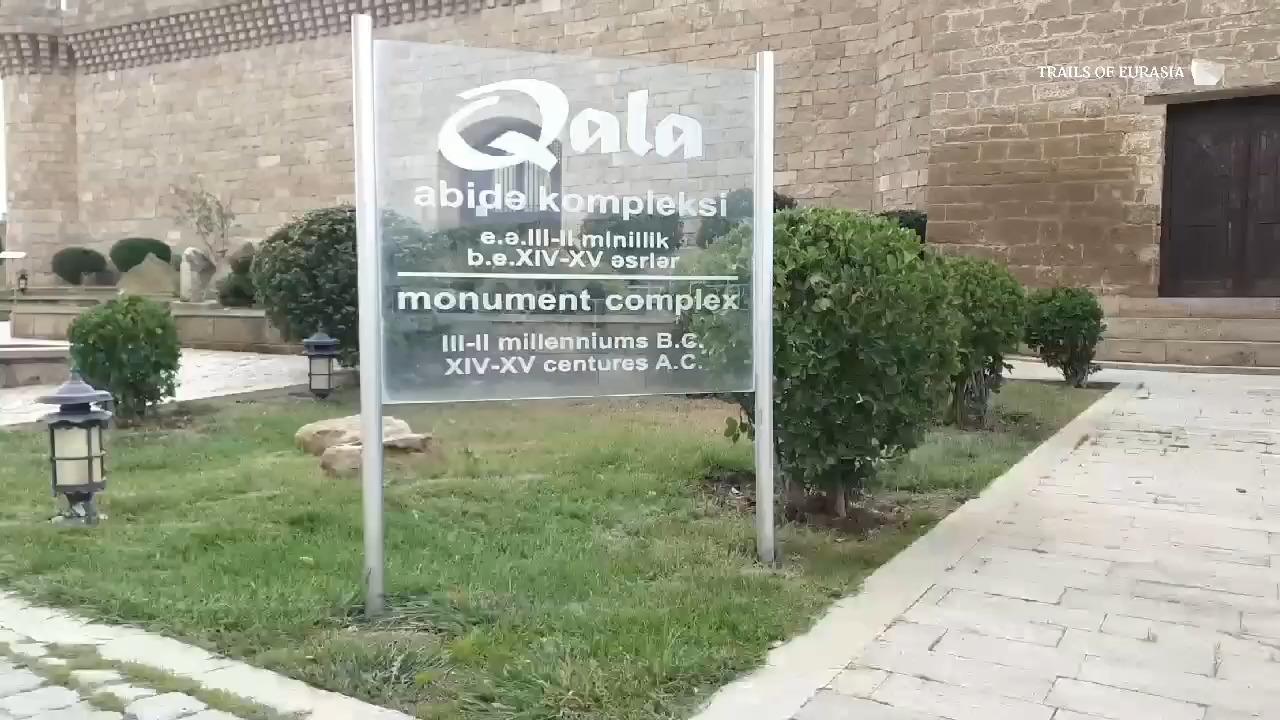 TRAILS OF EURASIA
Qala
abidə kompleksi
e.ə.III-II minillik
b.e.XIV-XV əsrlər
monument complex
III-II millenniums B.C.
XIV-XV centures A.C.